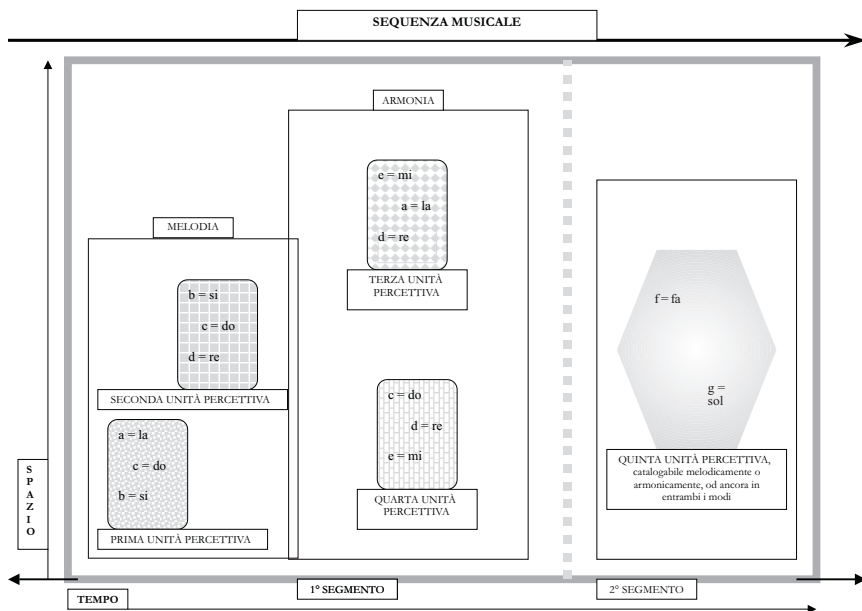 SEQUENZA MUSICALE
ARMONIA
e = mi
a = la
d = re
TERZA UNITÀ
PERCETTIVA
MELODIA
b = si
c = do
d = re
SECONDA UNITÀ PERCETTIVA
a = la
c = do
b = si
PRIMA UNITÀ PERCETTIVA
c = do
d = re
e = mi
QUARTA UNITÀ
PERCETTIVA
f = fa
g =
sol
QUINTA UNITÀ PERCETTIVA,
catalogabile melodicamente o
armonicamente, od ancora in
entrambi i modi
S
P
A
Z
I
O
1° SEGMENTO
2° SEGMENTO
TEMPO